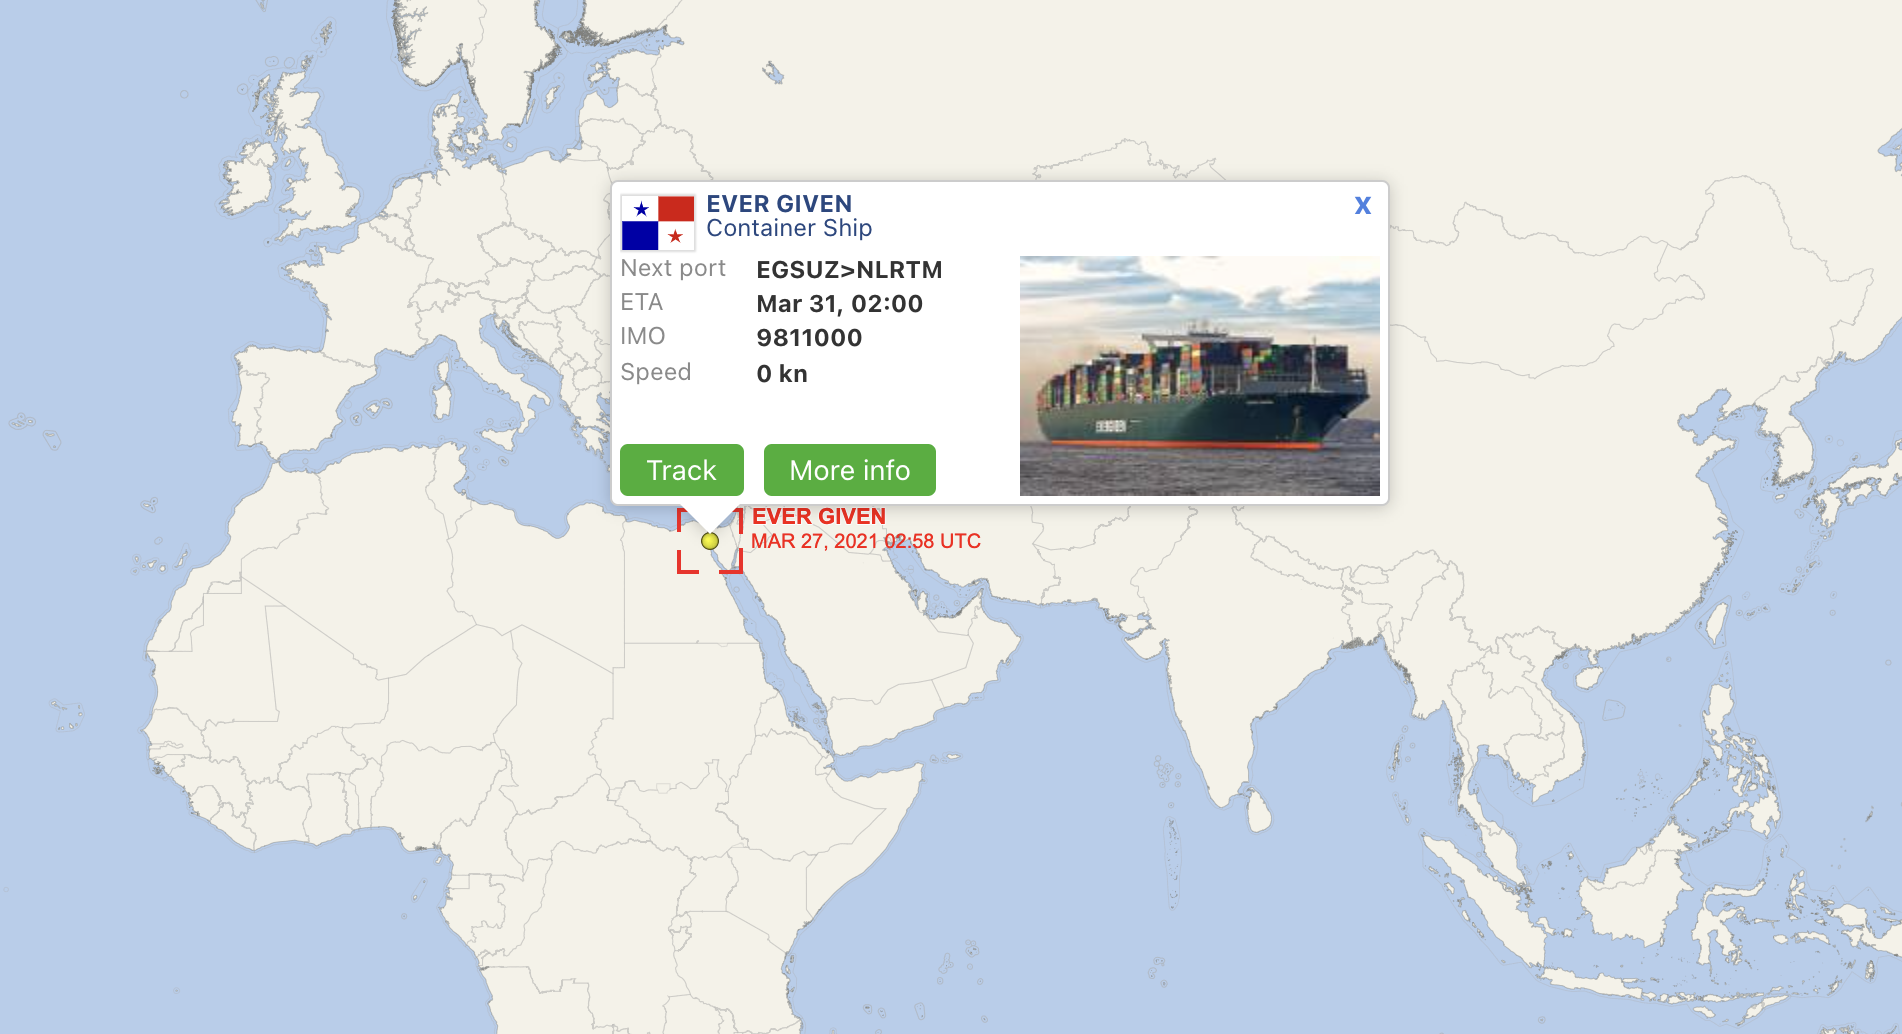 EVER GIVEN
Container Ship
X
Next port EGSUZ>NLRTM
ETA Mar 31, 02:00
IMO 9811000
Speed 0 kn
Track More info
EVER GIVEN
MAR 27, 2021 02:58 UTC